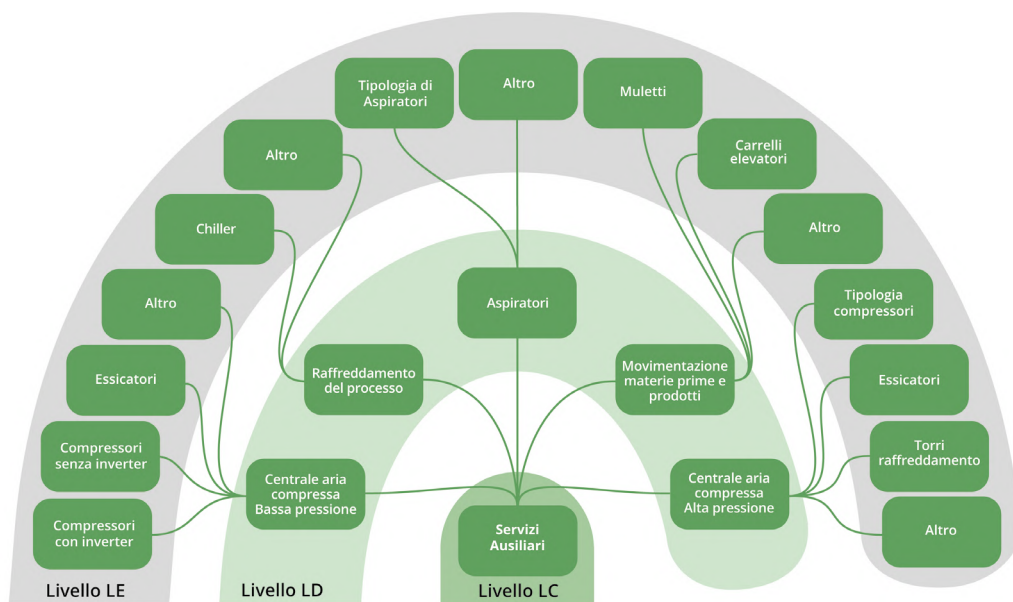 Altro
Tipologia di
Aspiratori
Muletti
Altro
Carrelli
elevatori
Chiller
Altro
Altro
Aspiratori
Tipologia
compressori
Essicatori
Raffreddamento
del processo
Movimentazione
materie prime e
prodotti
Essicatori
Compressori
senza inverter
Torri
raffreddamento
Centrale aria
compressa
Bassa pressione
Centrale aria
compressa
Alta pressione
Compressori
con inverter
Servizi
Ausiliari
Altro
Livello LE
Livello LD
Livello LC